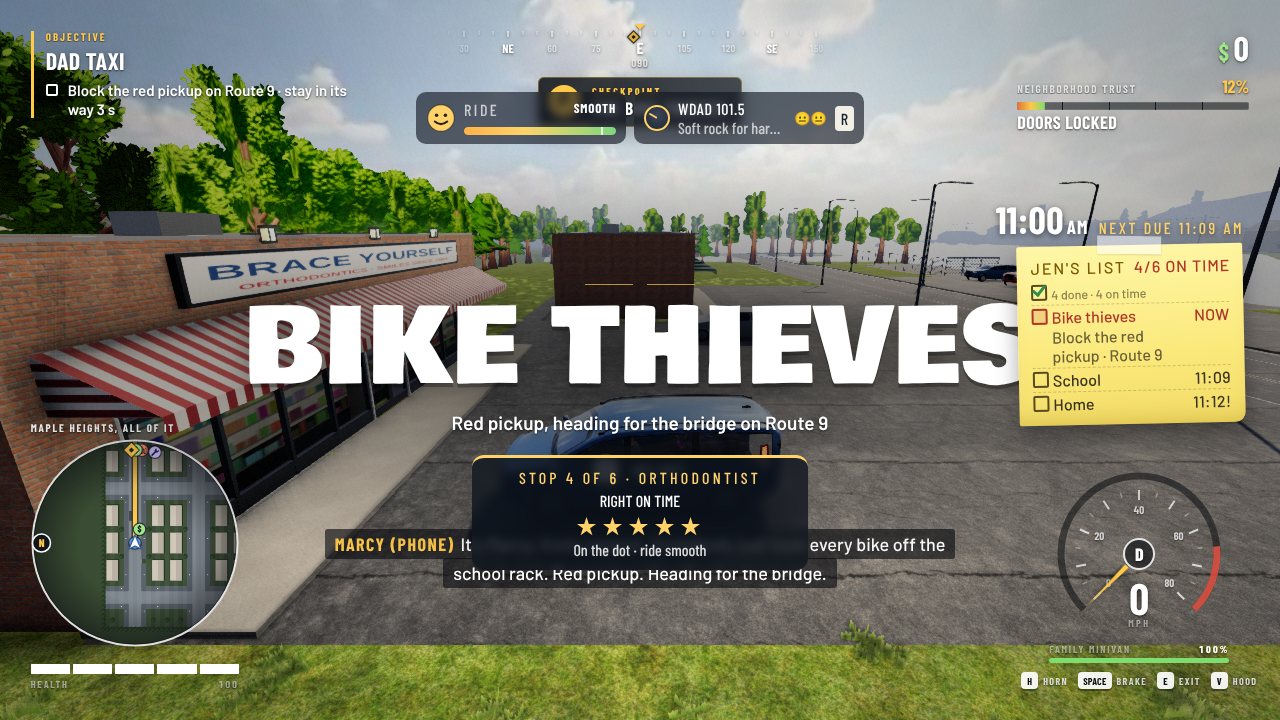 OBJECTIVE
DAD TAXI
Block the red pickup on Route 9 · stay in its
way 3 s
30 NE 60 75 E 105 120 SE 150
090
CHECKPOINT
RIDE SMOOTH
B
WDAD 101.5
Soft rock for har...
R
$0
NEIGHBORHOOD TRUST 12%
DOORS LOCKED
11:00 AM NEXT DUE 11:09 AM
JEN'S LIST 4/6 ON TIME
4 done · 4 on time
Bike thieves NOW
Block the red
pickup · Route 9
School 11:09
Home 11:12!
BRACE YOURSELF
ORTHODONTICS
BIKE THIEVES
Red pickup, heading for the bridge on Route 9
STOP 4 OF 6 · ORTHODONTIST
RIGHT ON TIME
★★★★★
On the dot · ride smooth
MARCY (PHONE) It every bike off the
school rack. Red pickup. Heading for the bridge.
MAPLE HEIGHTS, ALL OF IT
N
$
HEALTH 100
20 40 60 80
0
D
0
MPH
FAMILY MINIVAN 100%
H HORN SPACE BRAKE E EXIT V HOOD